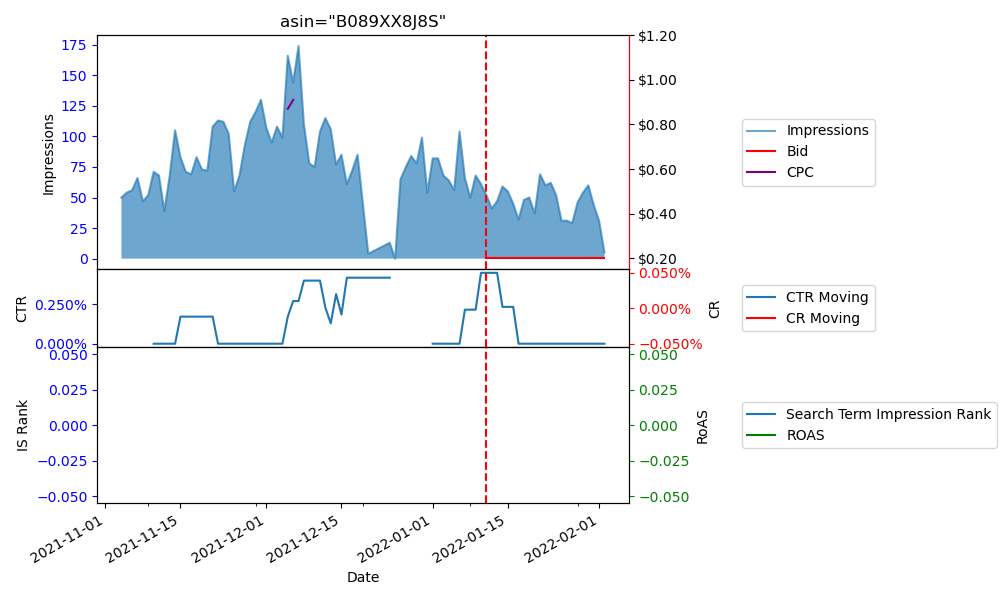 asin="B089XX8J8S"
Impressions
175
150
125
100
75
50
25
0
$1.20
$1.00
$0.80
$0.60
$0.40
$0.20
Impressions
Bid
CPC
CTR
0.250%
0.000%
0.050%
0.000%
−0.050%
CR
CTR Moving
CR Moving
IS Rank
0.050
0.025
0.000
−0.025
−0.050
0.050
0.025
0.000
−0.025
−0.050
RoAS
Search Term Impression Rank
ROAS
2021-11-01
2021-11-15
2021-12-01
2021-12-15
2022-01-01
2022-01-15
2022-02-01
Date